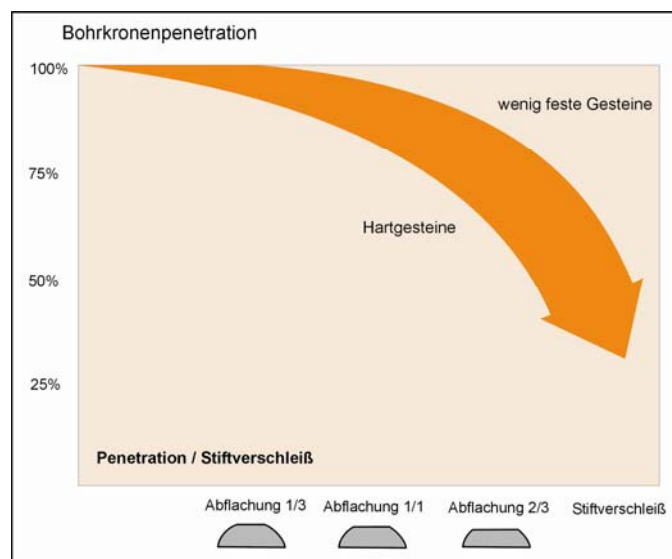 Bohrkronenpenetration
100%
wenig feste Gesteine
75%
Hartgesteine
50%
25%
Penetration / Stiftverschleiß
Abflachung 1/3 Abflachung 1/1 Abflachung 2/3 Stiftverschleiß